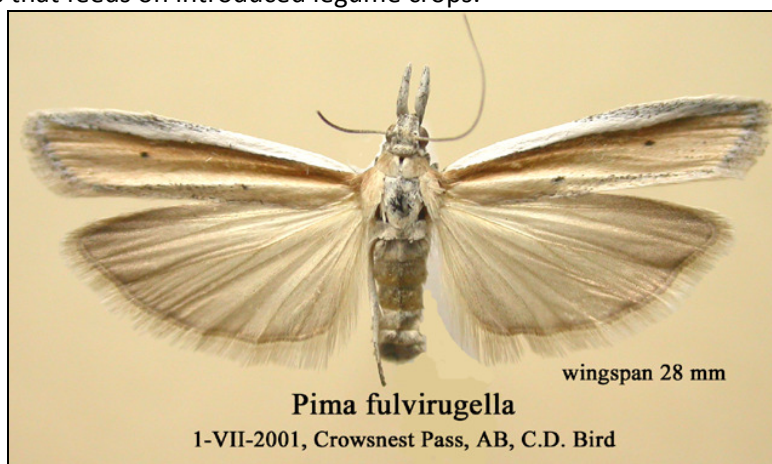 that feeds on introduced legume crops.
wingspan 28 mm
Pima fulvirugella
1-VII-2001, Crowsnest Pass, AB, C.D. Bird